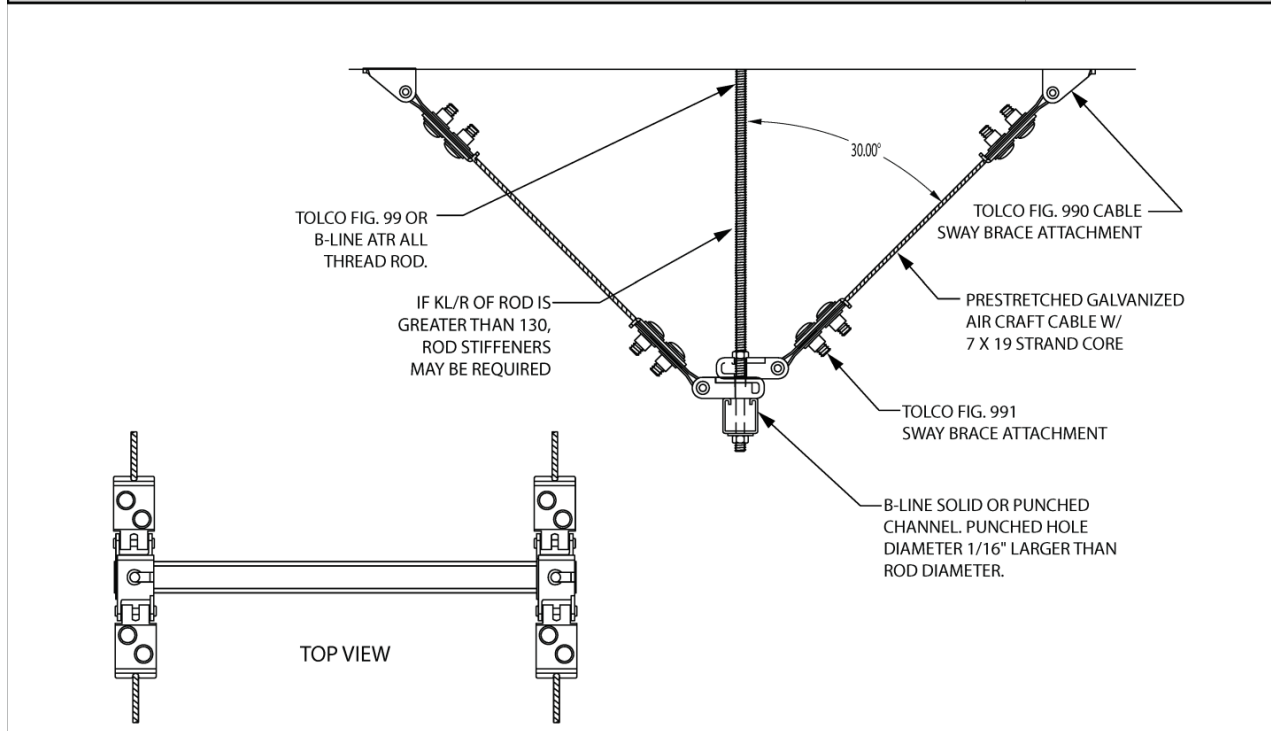 30.00°
TOLCO FIG. 99 OR
B-LINE ATR ALL
THREAD ROD.
TOLCO FIG. 990 CABLE
SWAY BRACE ATTACHMENT
IF KL/R OF ROD IS
GREATER THAN 130,
ROD STIFFENERS
MAY BE REQUIRED
PRESTRETCHED GALVANIZED
AIR CRAFT CABLE W/
7 X 19 STRAND CORE
TOLCO FIG. 991
SWAY BRACE ATTACHMENT
B-LINE SOLID OR PUNCHED
CHANNEL. PUNCHED HOLE
DIAMETER 1/16" LARGER THAN
ROD DIAMETER.
TOP VIEW